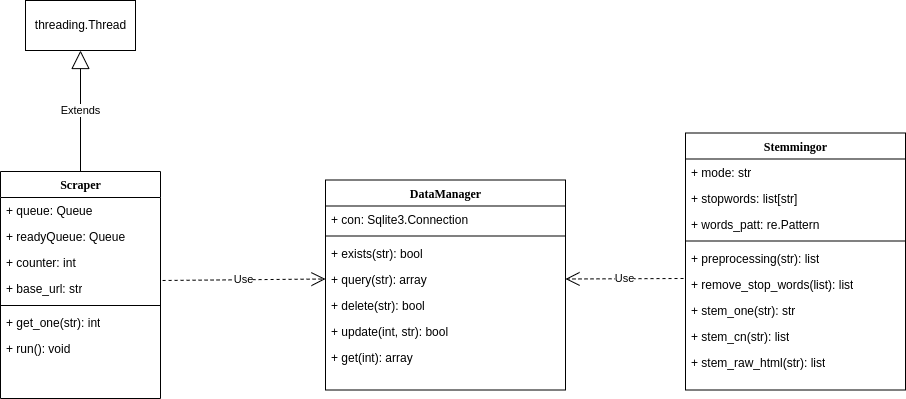 threading.Thread
Extends
Scraper
+ queue: Queue
+ readyQueue: Queue
+ counter: int
+ base_url: str
+ get_one(str): int
+ run(): void
Use
DataManager
+ con: Sqlite3.Connection
+ exists(str): bool
+ query(str): array
+ delete(str): bool
+ update(int, str): bool
+ get(int): array
Use
Stemmingor
+ mode: str
+ stopwords: list[str]
+ words_patt: re.Pattern
+ preprocessing(str): list
+ remove_stop_words(list): list
+ stem_one(str): str
+ stem_cn(str): list
+ stem_raw_html(str): list